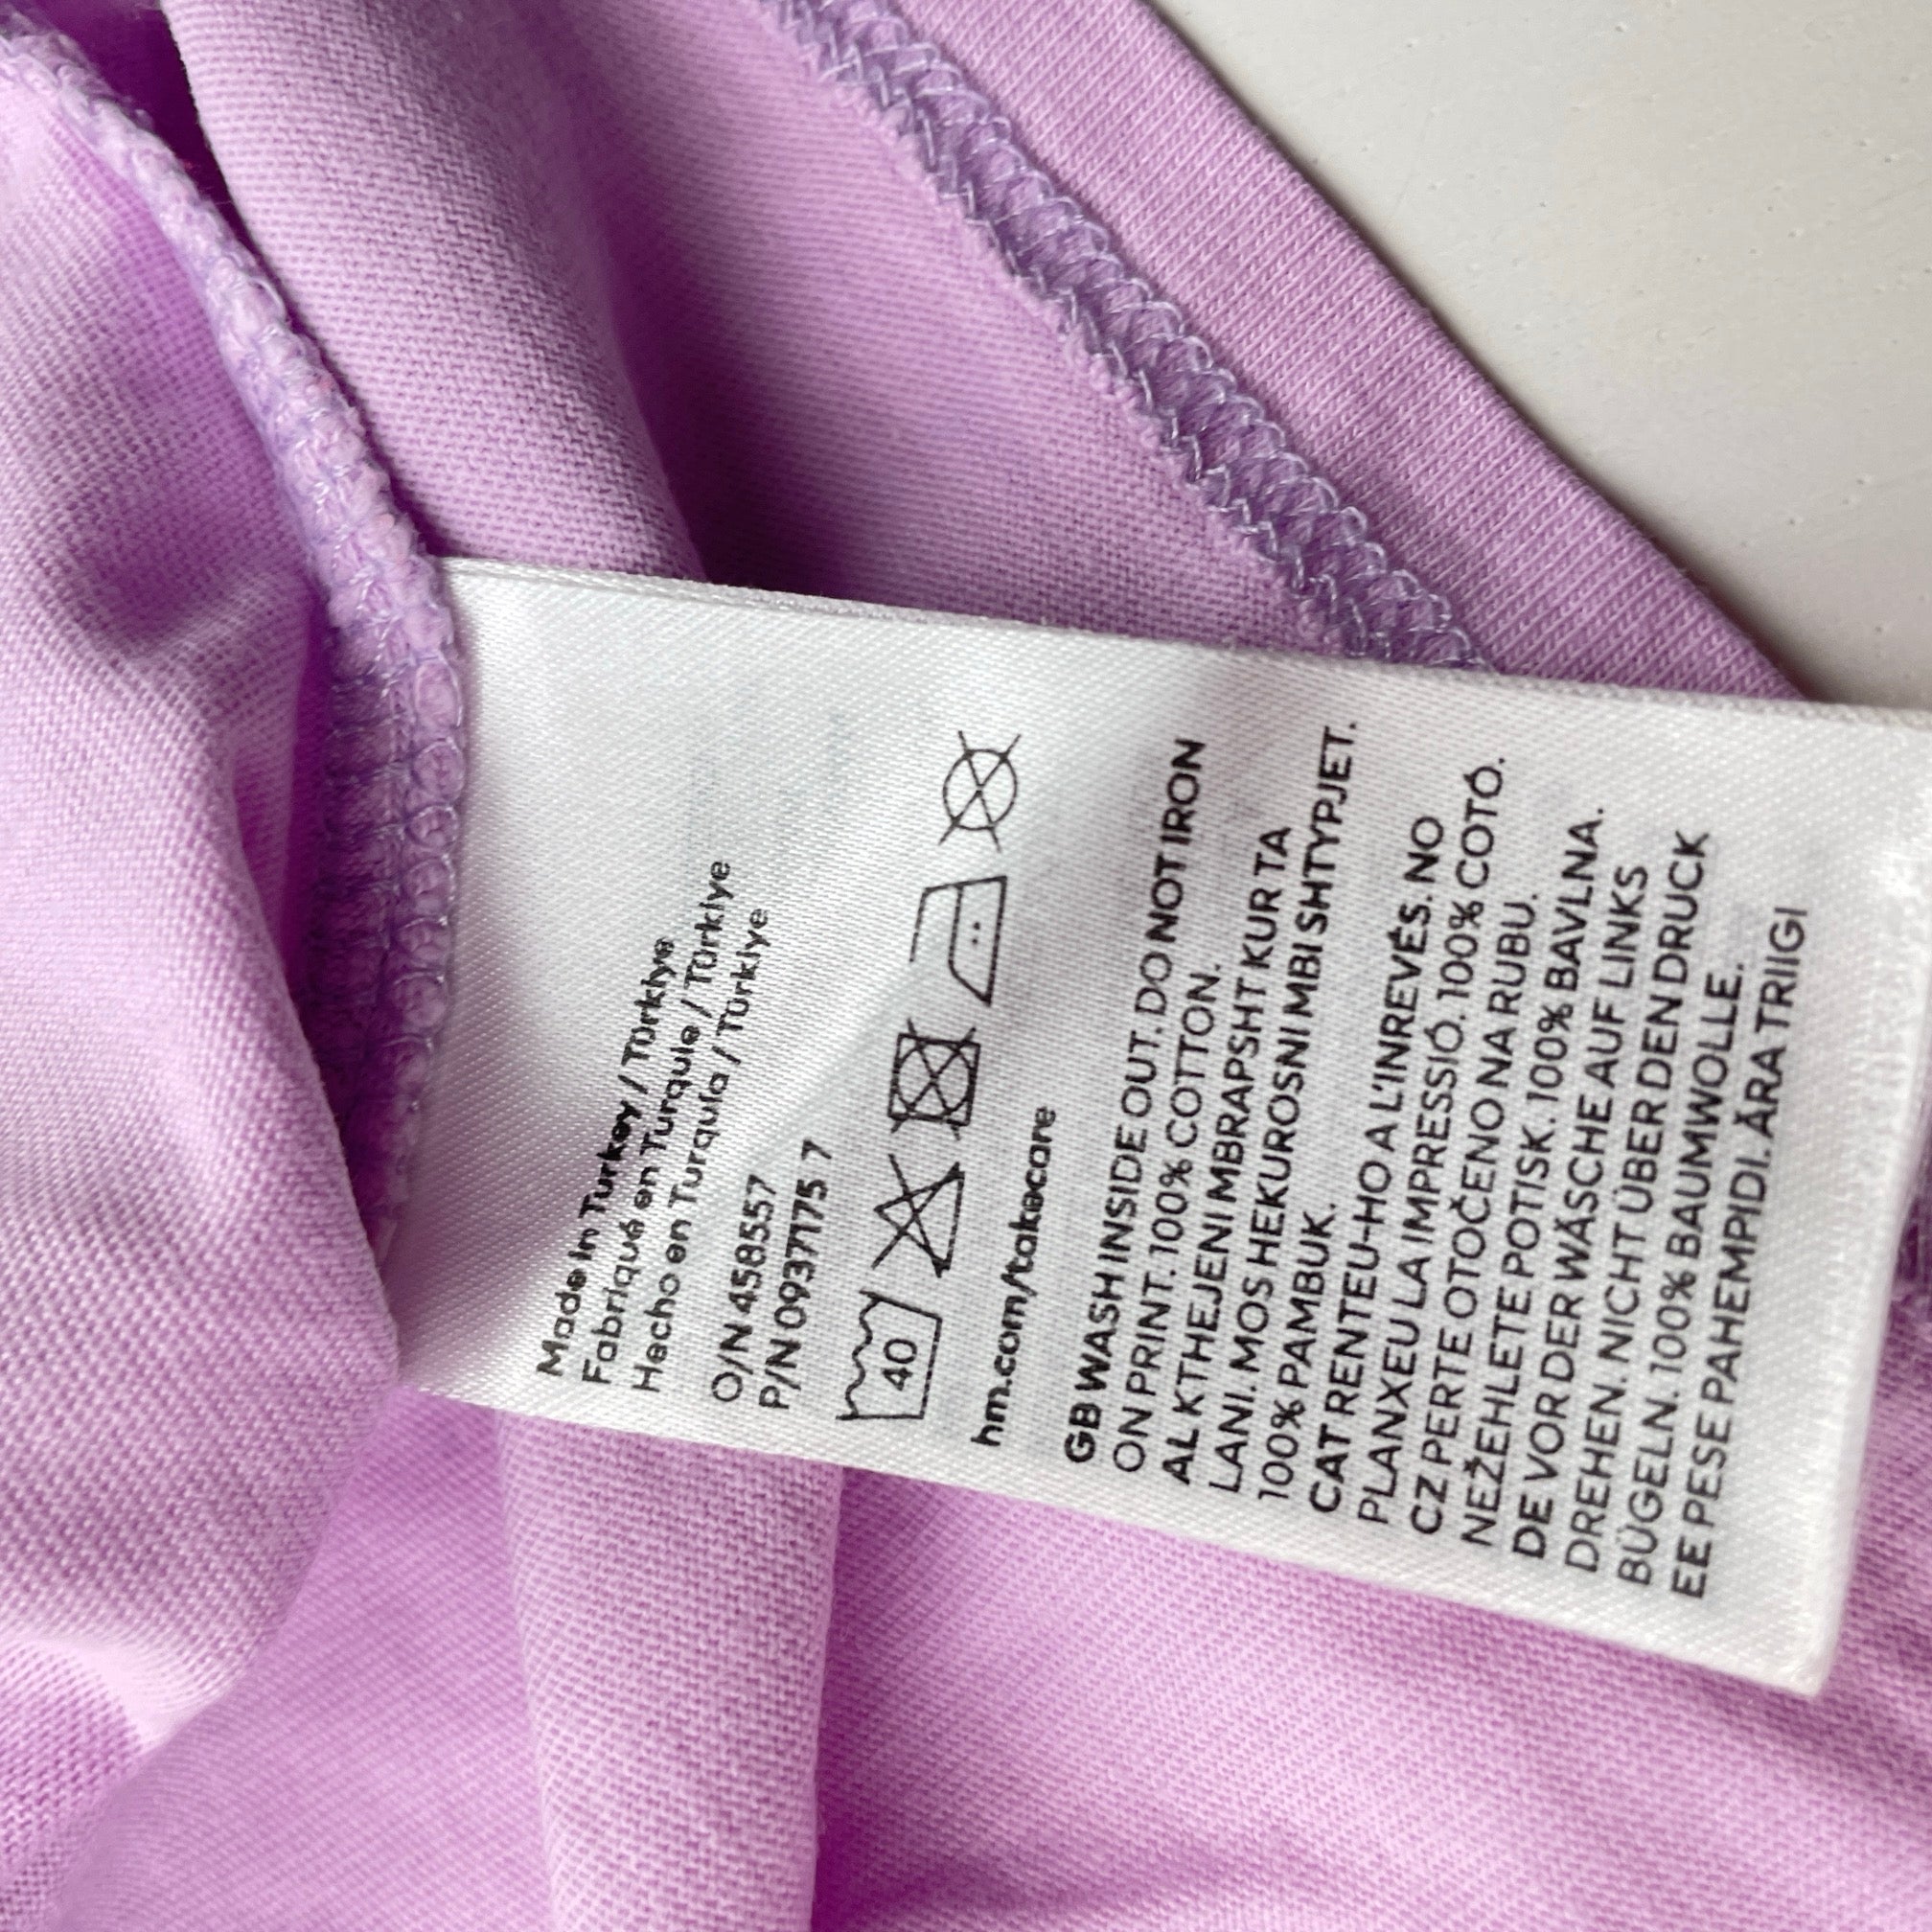 Made in Turkey / Türkiye
Fabriqué en Turquie / Türkiye
Hecho en Turquía / Türkiye
O/N 458557
P/N 0937175 7
40
hm.com/takecare
GB WASH INSIDE OUT. DO NOT IRON
ON PRINT. 100% COTTON.
AL KTHEJENI MBRAPSHT KUR TA
LANI. MOS HEKUROSNI MBI SHTYPJET.
100% PAMBUK.
CAT RENTEU-HO A L'INREVÉS. NO
PLANXEU LA IMPRESSIÓ. 100% COTÓ.
CZ PERTE OTOČENO NA RUBU.
NEŽEHLETE POTISK. 100% BAVLNA.
DE VOR DER WÄSCHE AUF LINKS
DREHEN. NICHT ÜBER DEN DRUCK
BÜGELN. 100% BAUMWOLLE.
EE PESE PAHEMPIDI. ÄRA TRIIGI